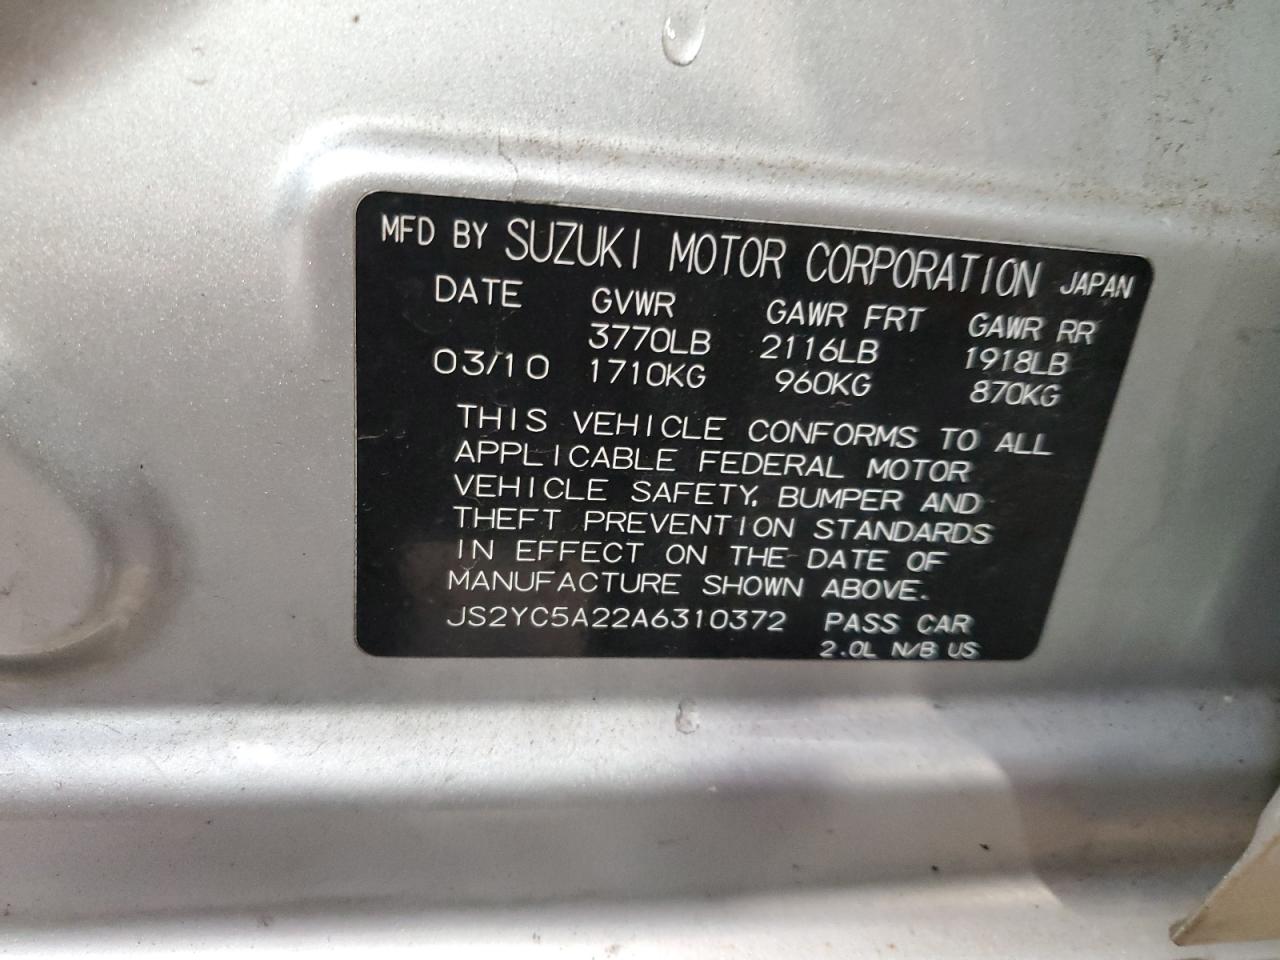 MFD BY SUZUKI MOTOR CORPORATION JAPAN
DATE GVWR GAWR FRT GAWR RR
3770LB 2116LB 1918LB
03/10 1710KG 960KG 870KG
THIS VEHICLE CONFORMS TO ALL
APPLICABLE FEDERAL MOTOR
VEHICLE SAFETY, BUMPER AND
THEFT PREVENTION STANDARDS
IN EFFECT ON THE DATE OF
MANUFACTURE SHOWN ABOVE.
JS2YC5A22A6310372 PASS CAR
2.0L N/B US